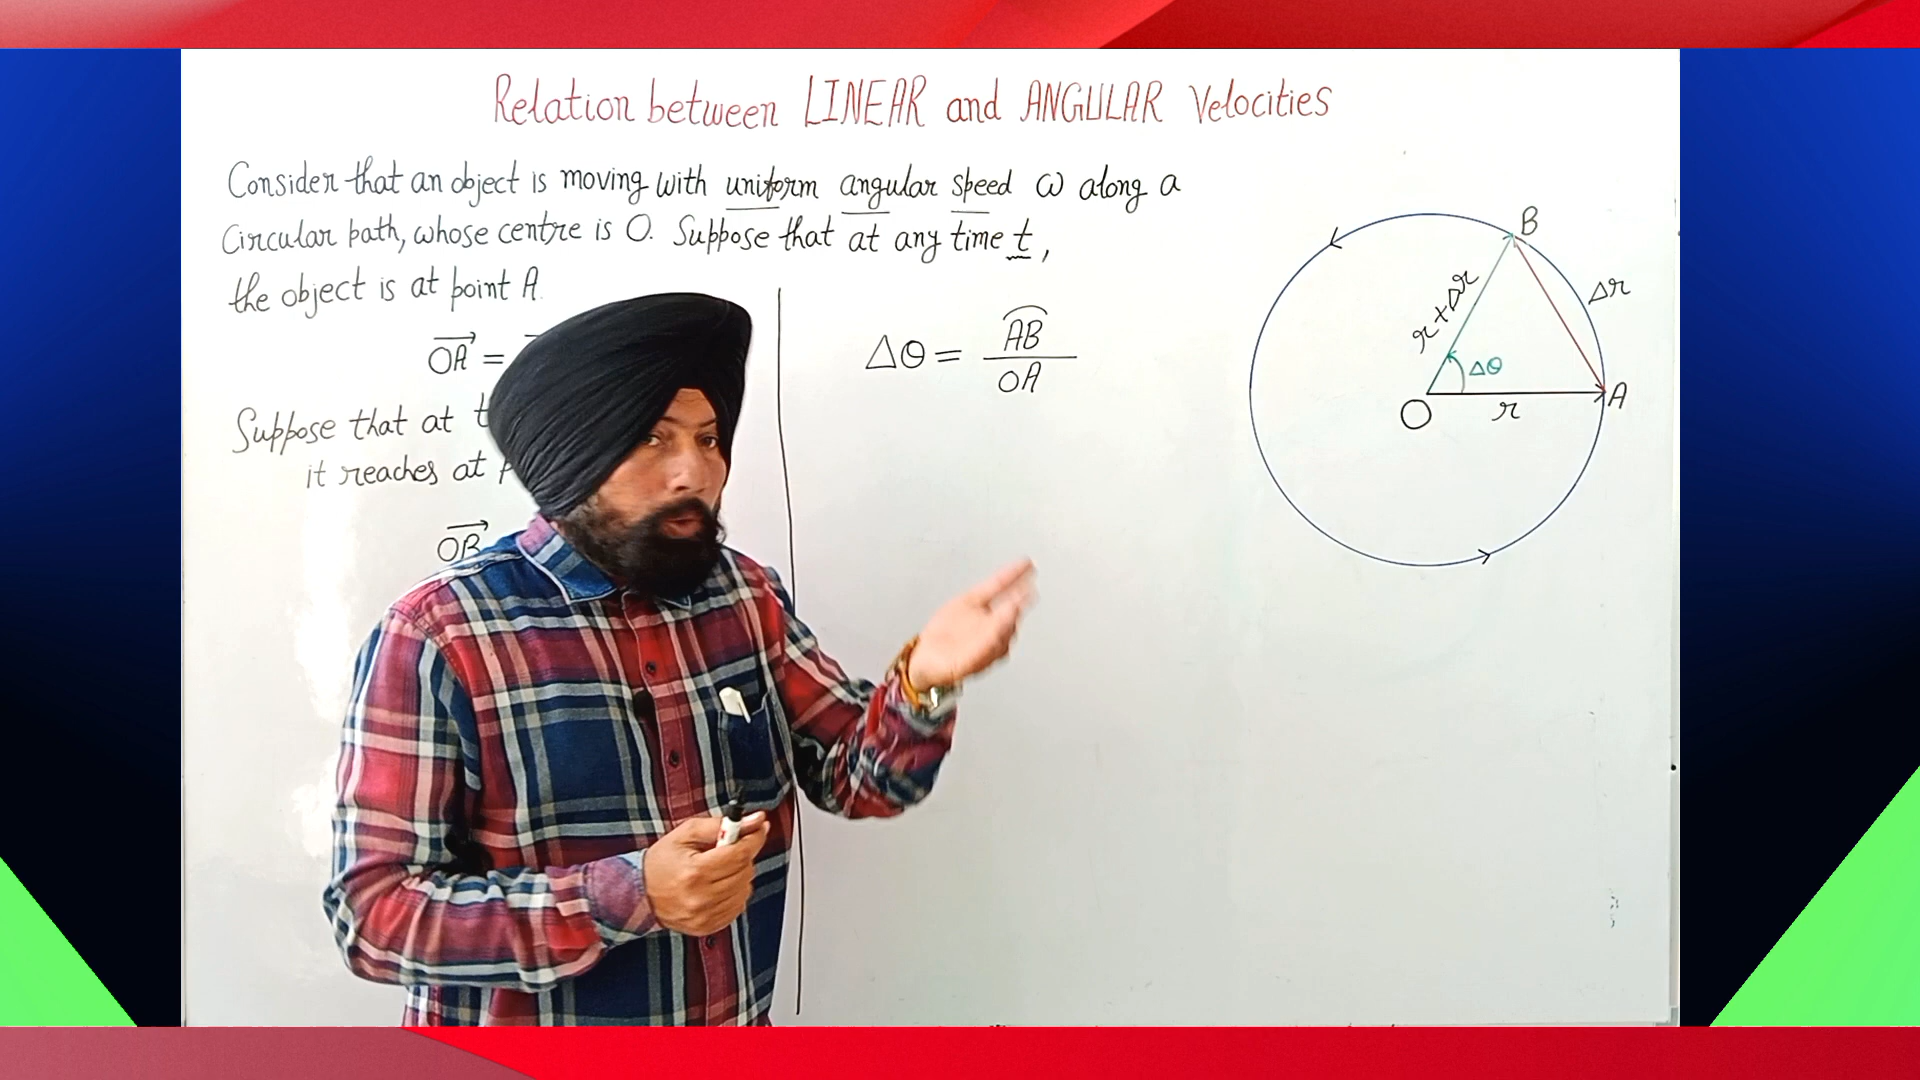 Relation between LINEAR and ANGULAR Velocities
Consider that an object is moving with uniform angular speed ω along a
Circular path, whose centre is O. Suppose that at any time t,
the object is at point A.
OA =
Suppose that at t
it reaches at
OB
Δθ = AB
OA
B
Δr
r+Δr
Δθ
O
r
A